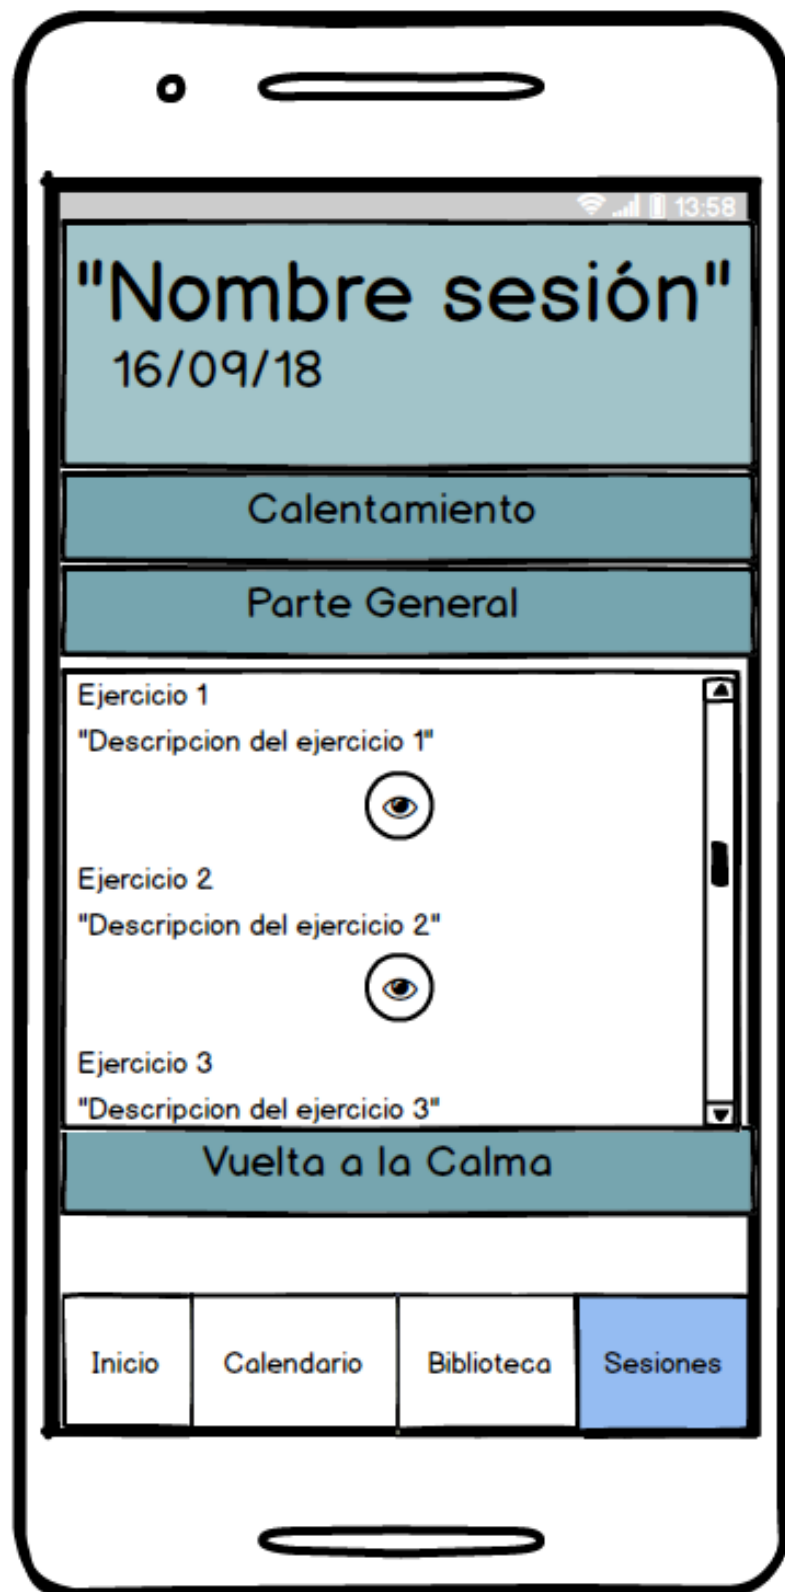 13:58
"Nombre sesión"
16/09/18
Calentamiento
Parte General
Ejercicio 1
"Descripcion del ejercicio 1"
Ejercicio 2
"Descripcion del ejercicio 2"
Ejercicio 3
"Descripcion del ejercicio 3"
Vuelta a la Calma
Inicio Calendario Biblioteca Sesiones